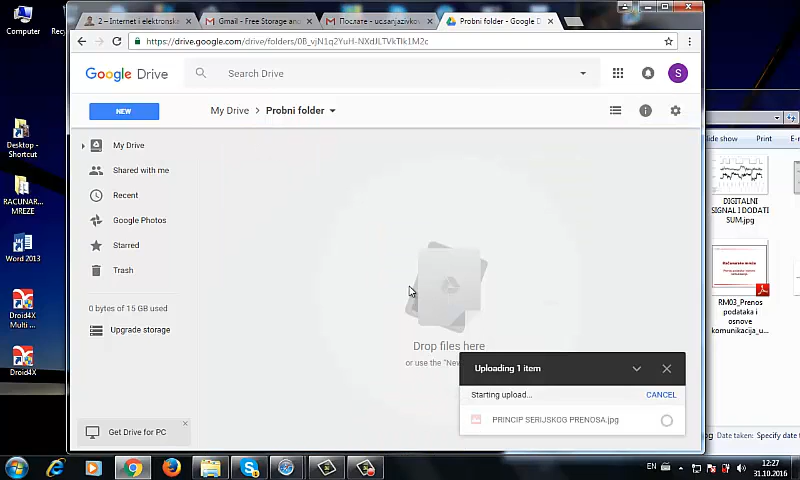 Computer
Recy
Desktop -
Shortcut
RACUNAR...
MREZE
Word 2013
Droid4X
Multi ...
Droid4X
2 – Internet i elektronska
Gmail - Free Storage and
Послате - uc.sanjazivkov
Probni folder - Google D
https://drive.google.com/drive/folders/0B_vjN1q2YuH-NXdJLTVkTlk1M2c
Google Drive
Search Drive
S
NEW
My Drive > Probni folder
My Drive
Shared with me
Recent
Google Photos
Starred
Trash
0 bytes of 15 GB used
Upgrade storage
Get Drive for PC
Drop files here
or use the "New
Uploading 1 item
Starting upload...
CANCEL
PRINCIP SERIJSKOG PRENOSA.jpg
lide show
Print
E-
DIGITALNI
SIGNAL I DODATI
SUM.jpg
RM03_Prenos
podataka i
osnove
komunikacija_u...
Date taken:
Specify date
EN
12:27
31.10.2016